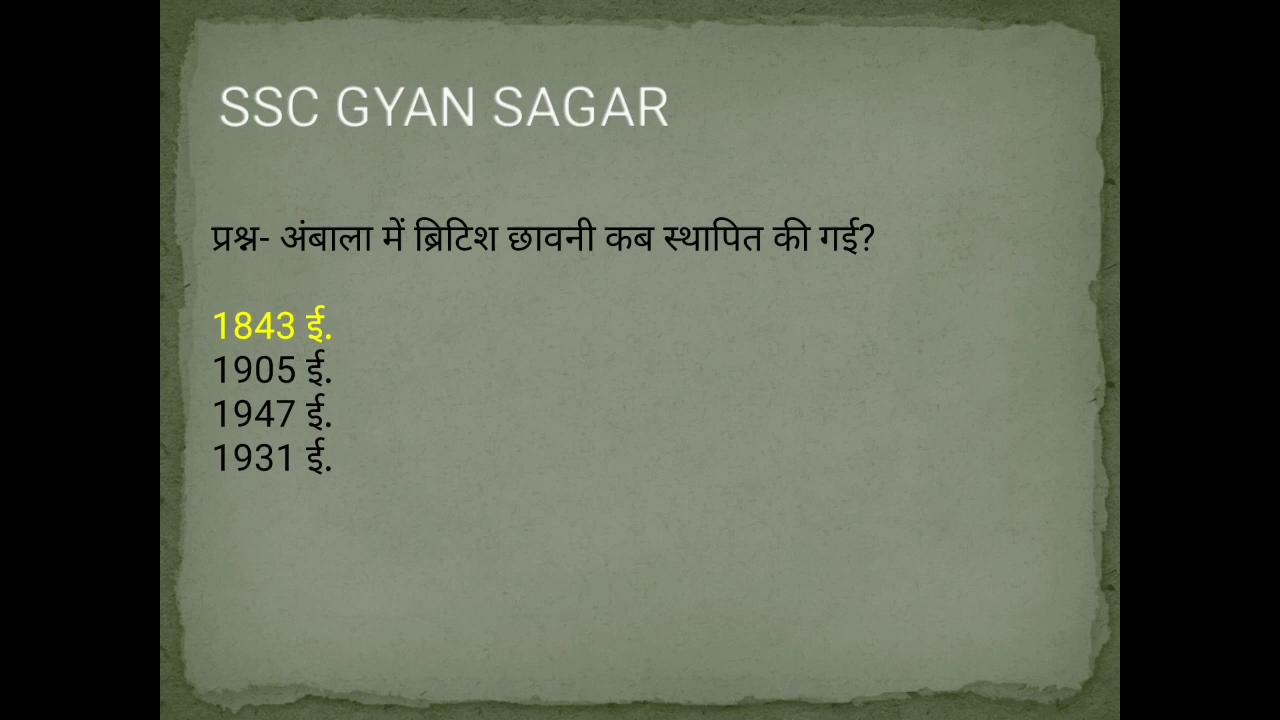 SSC GYAN SAGAR
प्रश्न- अंबाला में ब्रिटिश छावनी कब स्थापित की गई?
1843 ई.
1905 ई.
1947 ई.
1931 ई.